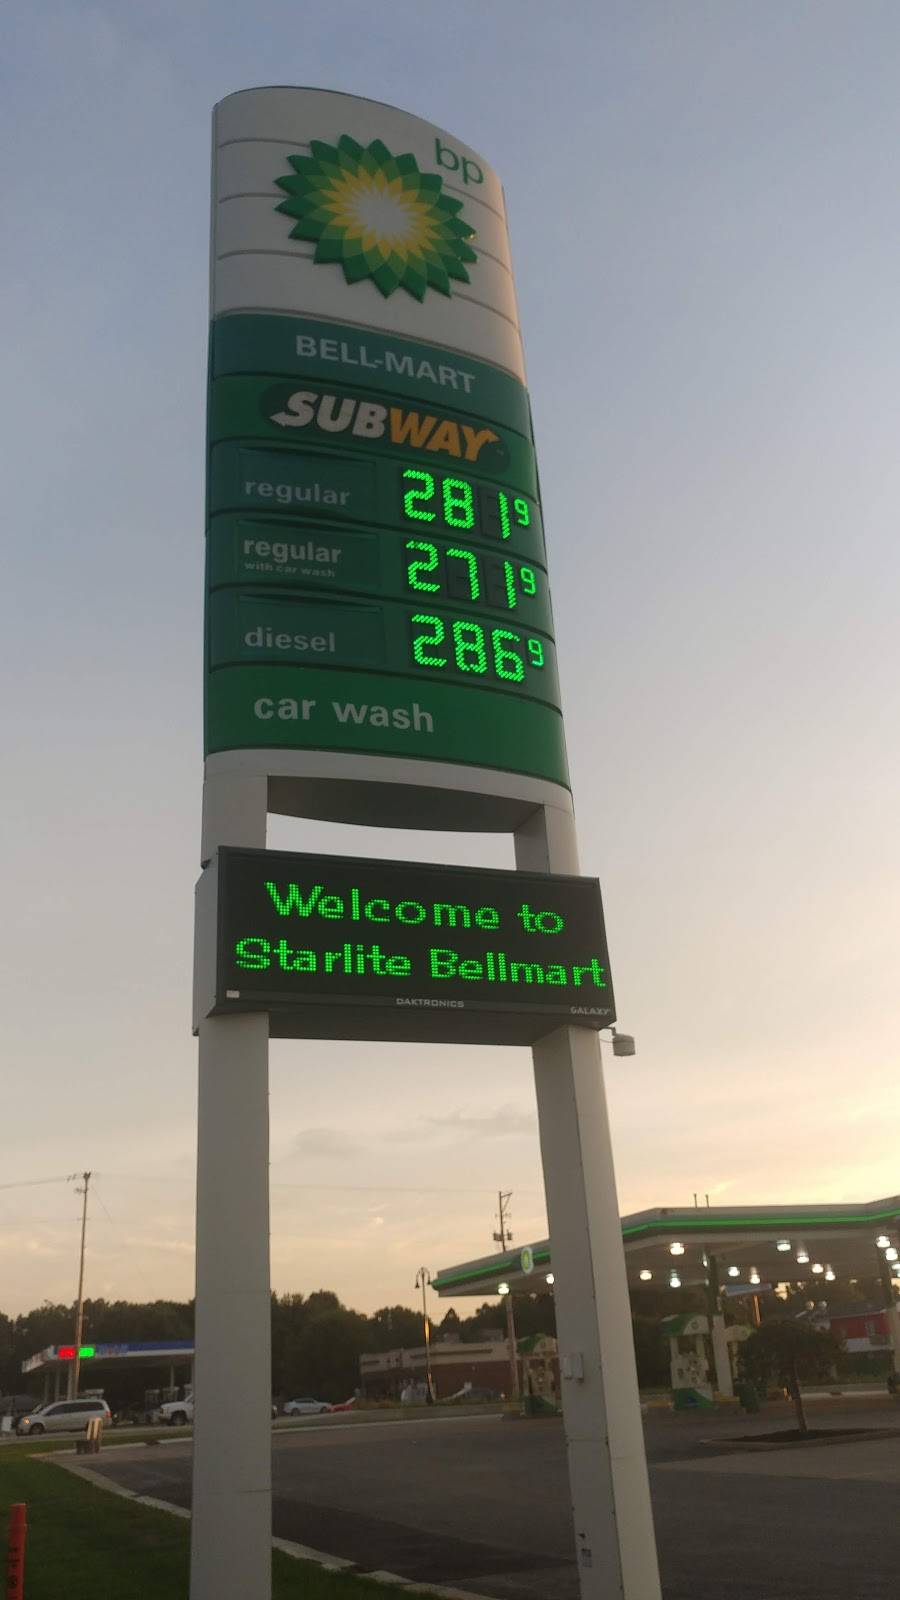 bp
BELL-MART
SUBWAY
regular 281 9
regular 271 9
with car wash
diesel 286 9
car wash
Welcome to
Starlite Bellmart
DAKTRONICS
GALAXY